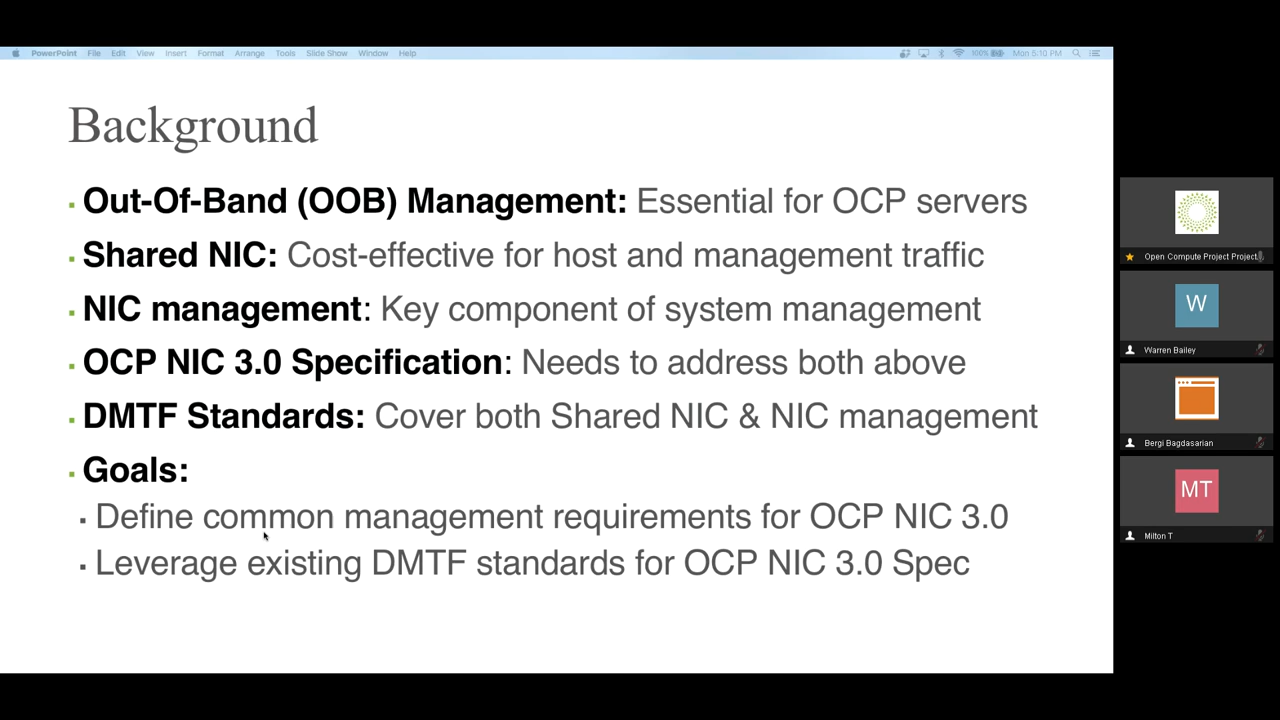 PowerPoint File Edit View Insert Format Arrange Tools Slide Show Window Help 100% Mon 5:10 PM
Background
▪ Out-Of-Band (OOB) Management: Essential for OCP servers
▪ Shared NIC: Cost-effective for host and management traffic
▪ NIC management: Key component of system management
▪ OCP NIC 3.0 Specification: Needs to address both above
▪ DMTF Standards: Cover both Shared NIC & NIC management
▪ Goals:
▪ Define common management requirements for OCP NIC 3.0
▪ Leverage existing DMTF standards for OCP NIC 3.0 Spec
Open Compute Project Project.
W
Warren Bailey
Bergi Bagdasarian
MT
Milton T